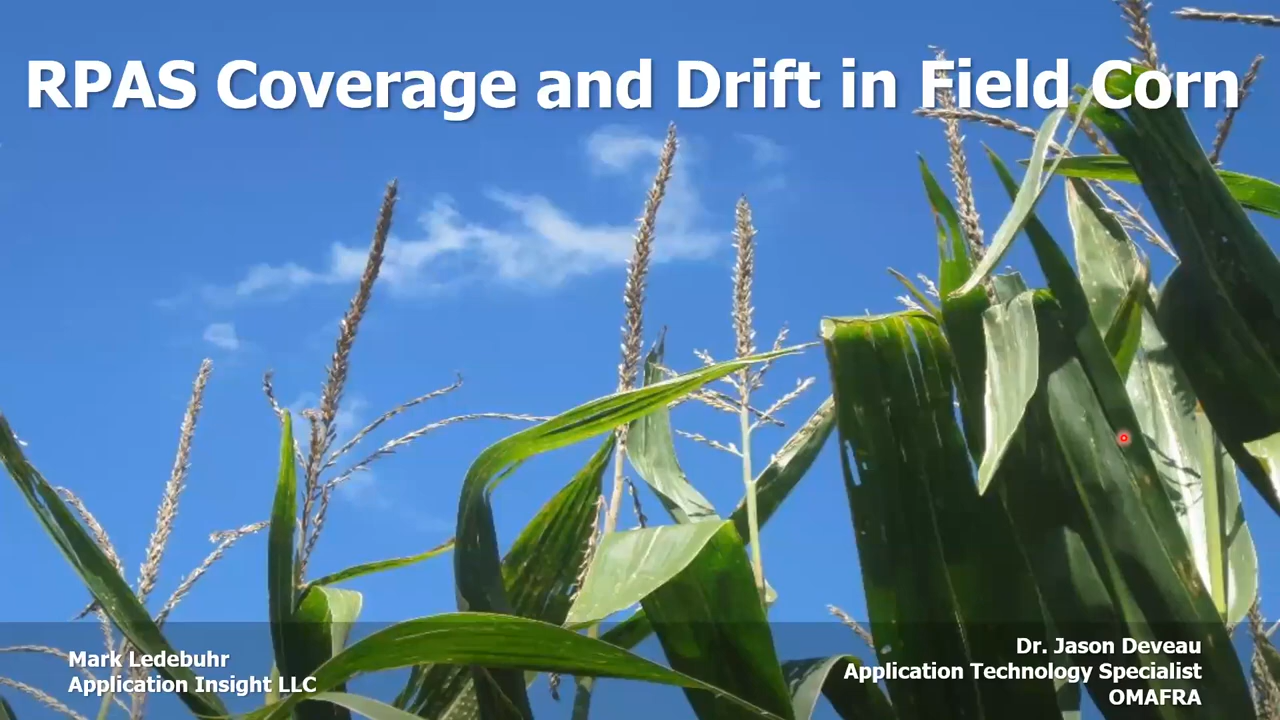 RPAS Coverage and Drift in Field Corn
Mark Ledebuhr
Application Insight LLC
Dr. Jason Deveau
Application Technology Specialist
OMAFRA